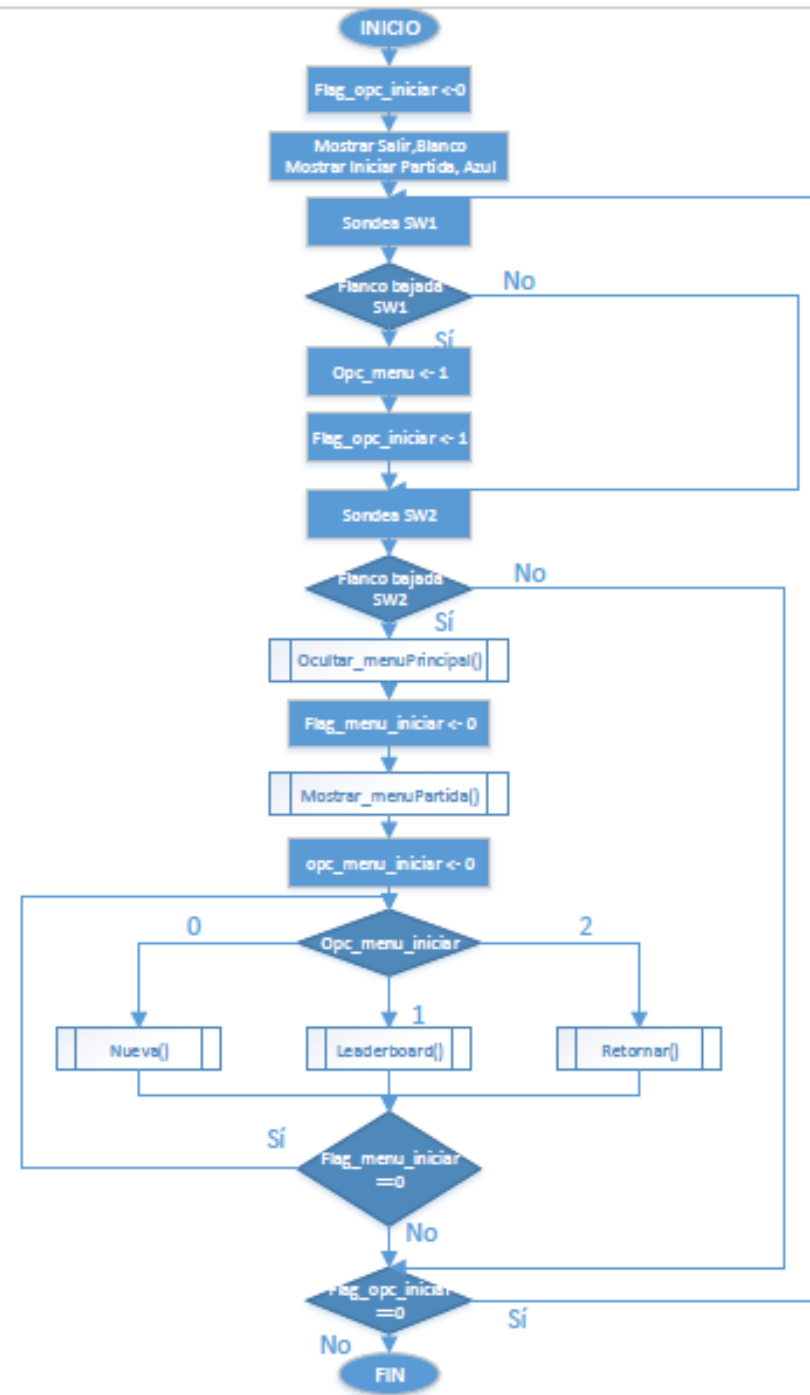 INICIO
Flag_opc_iniciar <-0
Mostrar Salir,Blanco
Mostrar Iniciar Partida, Azul
Sondea SW1
Flanco bajada
SW1
No
Sí
Opc_menu <- 1
Flag_opc_iniciar <- 1
Sondea SW2
Flanco bajada
SW2
No
Sí
Ocultar_menuPrincipal()
Flag_menu_iniciar <- 0
Mostrar_menuPartida()
opc_menu_iniciar <- 0
0
Opc_menu_iniciar
2
1
Nueva()
Leaderboard()
Retornar()
Sí
Flag_menu_iniciar
==0
No
Flag_opc_iniciar
==0
Sí
No
FIN